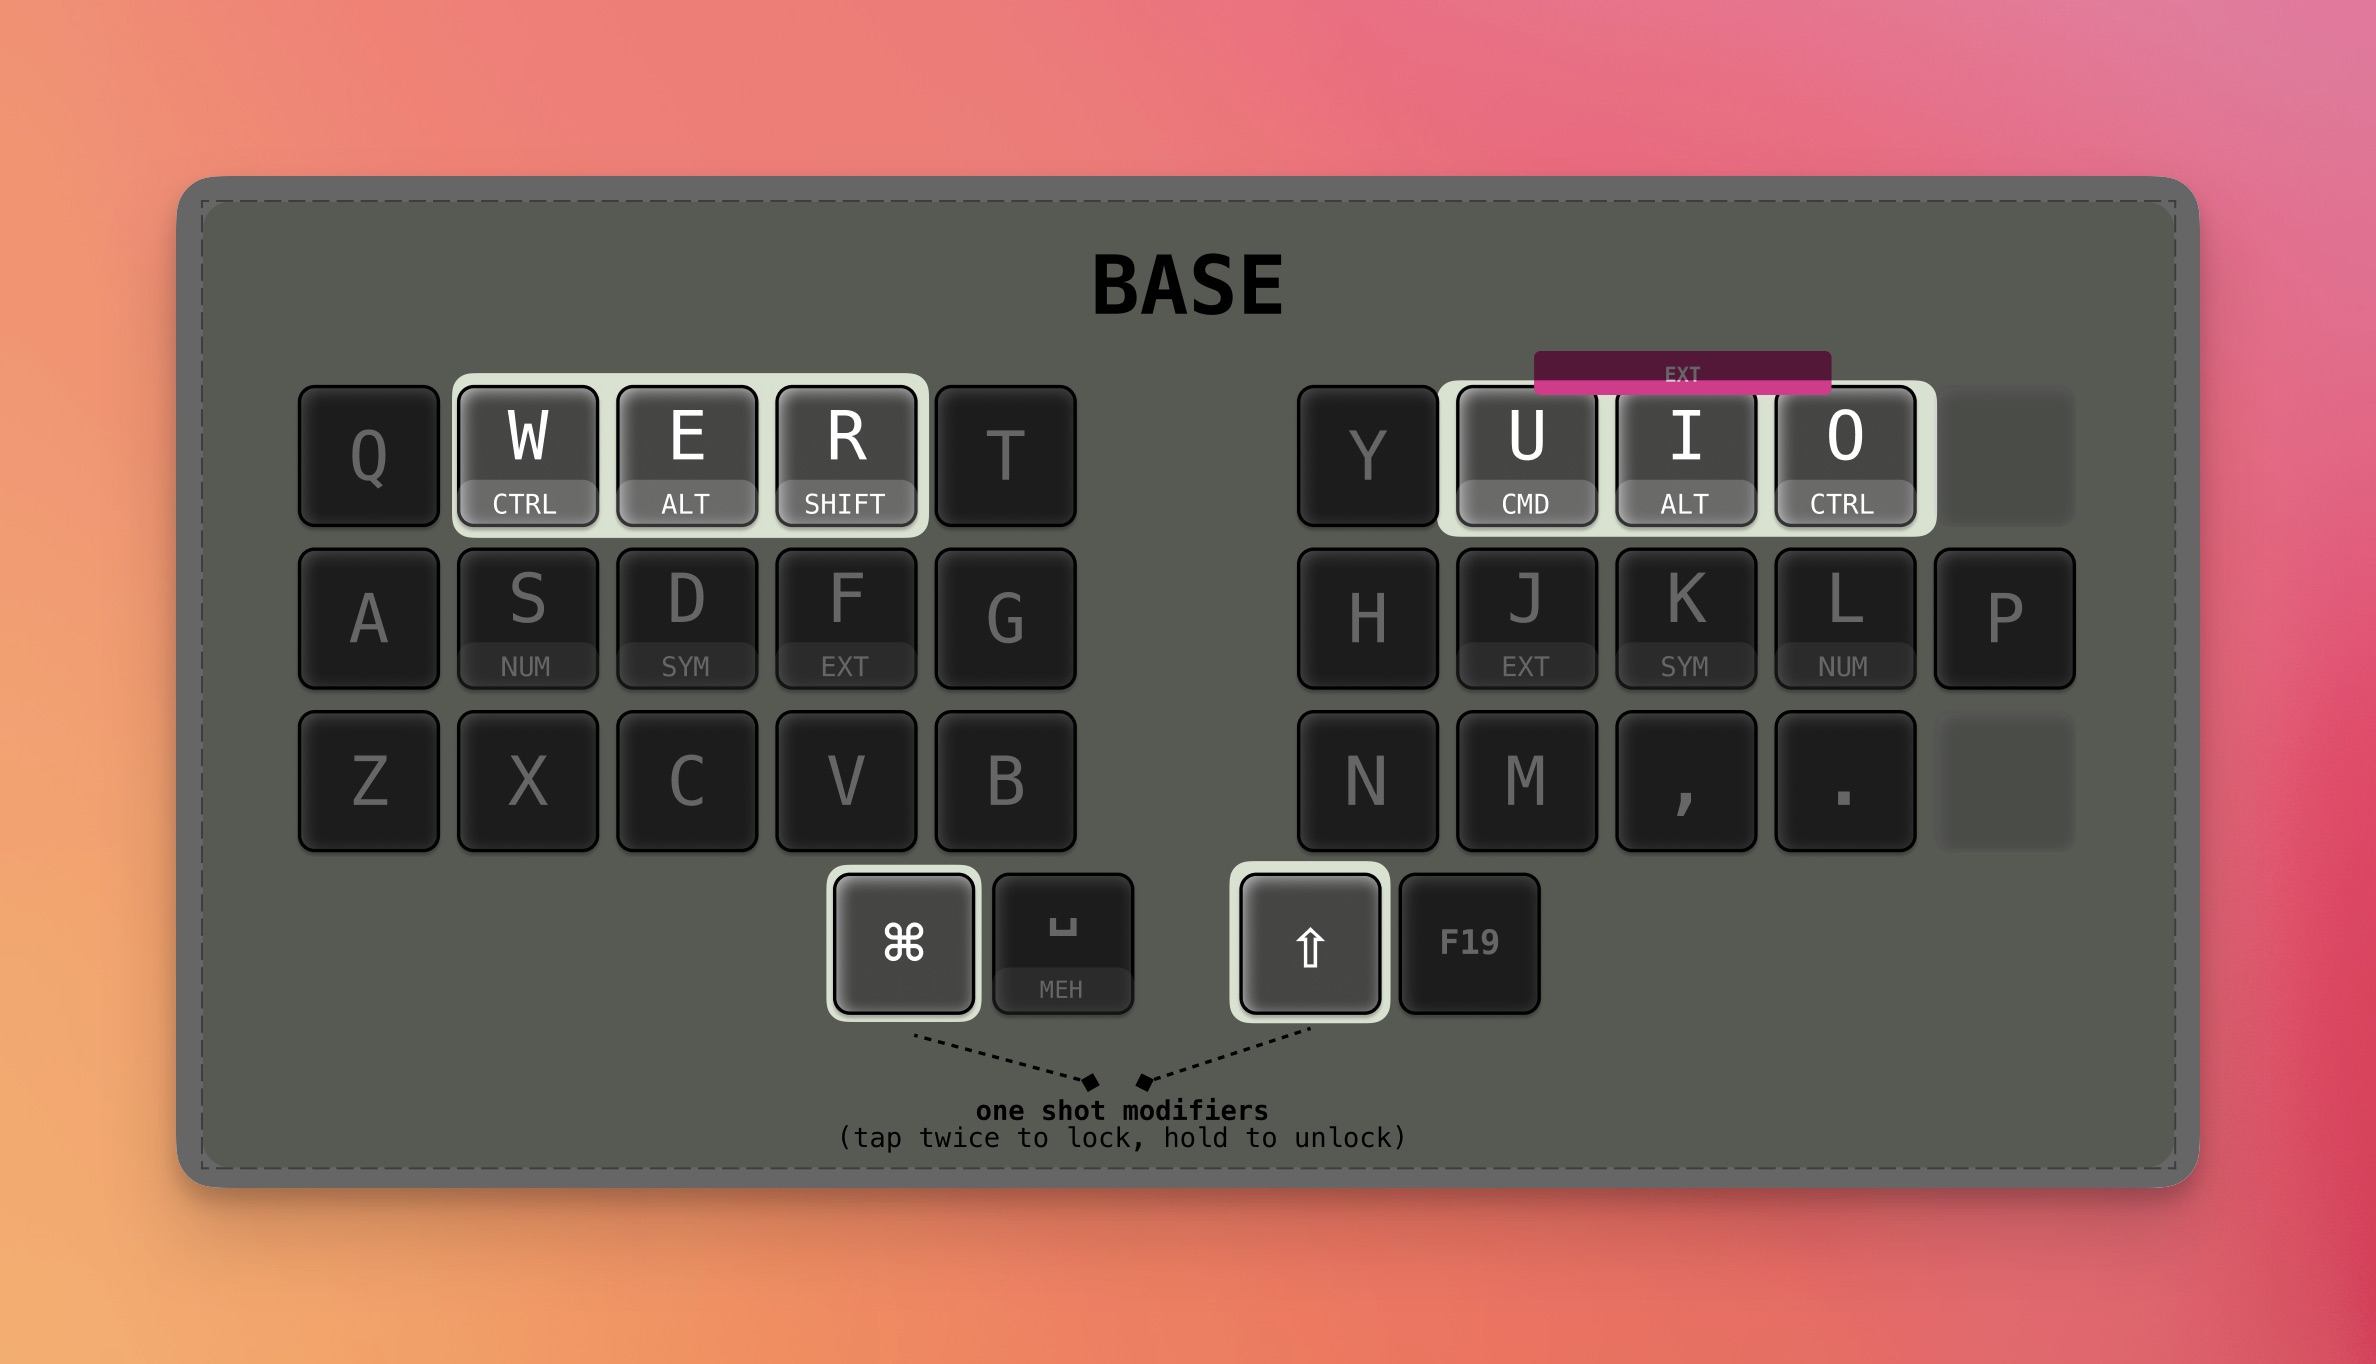 BASE
EXT
Q W E R T Y U I O
CTRL ALT SHIFT CMD ALT CTRL
A S D F G H J K L P
NUM SYM EXT EXT SYM NUM
Z X C V B N M , .
⌘ ␣ ⇧ F19
MEH
one shot modifiers
(tap twice to lock, hold to unlock)